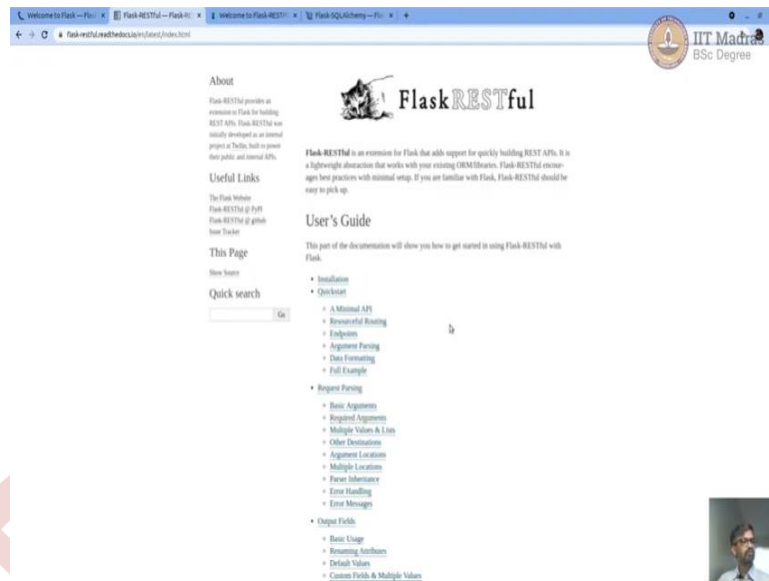 Welcome to Flask — Flas
Flask-RESTful — Flask-RE
Welcome to Flask-RESTPl
Flask-SQLAlchemy — Fla
flask-restful.readthedocs.io/en/latest/index.html
IIT Madras
BSc Degree
About
Flask-RESTful provides an
extension to Flask for building
REST APIs. Flask-RESTful was
initially developed as an internal
project at Twilio, built to power
their public and internal APIs.
Useful Links
The Flask Website
Flask-RESTful @ PyPI
Flask-RESTful @ github
Issue Tracker
This Page
Show Source
Quick search
Go
FlaskRESTful
Flask-RESTful is an extension for Flask that adds support for quickly building REST APIs. It is
a lightweight abstraction that works with your existing ORM/libraries. Flask-RESTful encour-
ages best practices with minimal setup. If you are familiar with Flask, Flask-RESTful should be
easy to pick up.
User's Guide
This part of the documentation will show you how to get started in using Flask-RESTful with
Flask.
Installation
Quickstart
A Minimal API
Resourceful Routing
Endpoints
Argument Parsing
Data Formatting
Full Example
Request Parsing
Basic Arguments
Required Arguments
Multiple Values & Lists
Other Destinations
Argument Locations
Multiple Locations
Parser Inheritance
Error Handling
Error Messages
Output Fields
Basic Usage
Renaming Attributes
Default Values
Custom Fields & Multiple Values